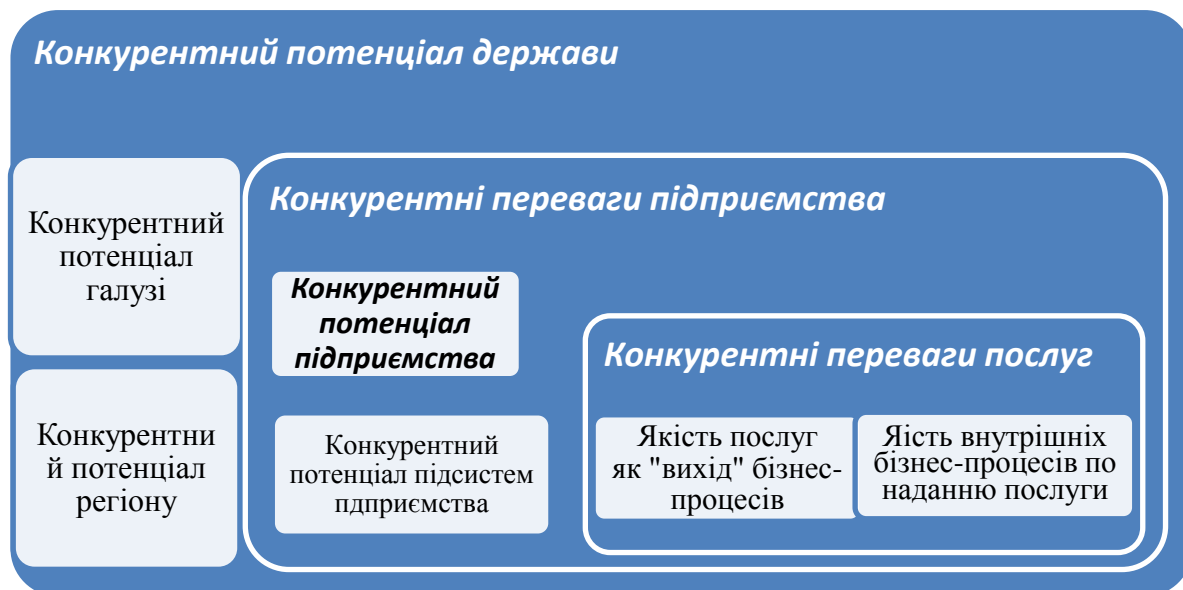 Конкурентний потенціал держави
Конкурентний
потенціал
галузі
Конкурентни
й потенціал
регіону
Конкурентні переваги підприємства
Конкурентний
потенціал
підприємства
Конкурентний
потенціал підсистем
пдприємства
Конкурентні переваги послуг
Якість послуг
як "вихід" бізнес-
процесів
Яість внутрішніх
бізнес-процесів по
наданню послуги